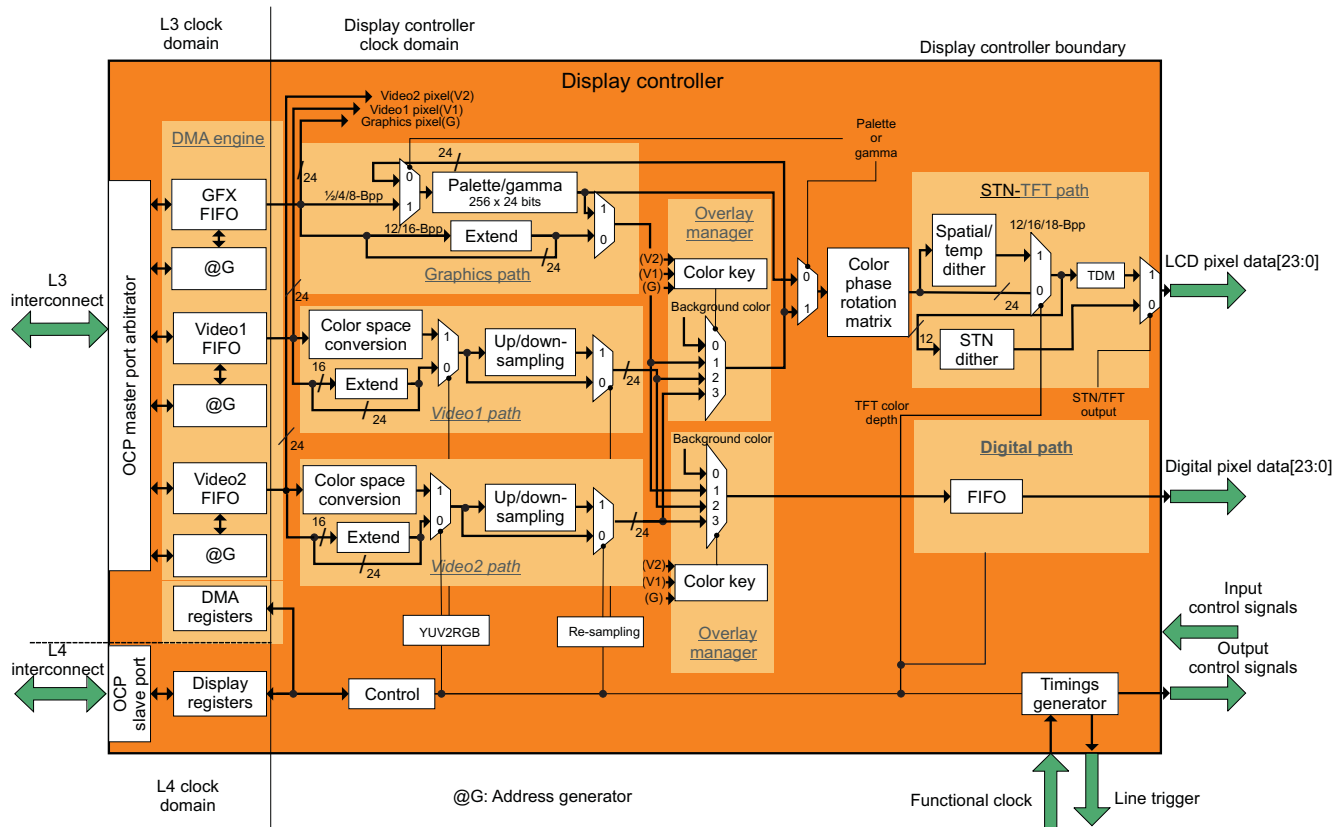 L3 clock
domain
Display controller
clock domain
Display controller boundary
Display controller
Video2 pixel(V2)
Video1 pixel(V1)
Graphics pixel(G)
DMA engine
24
24
Palette
or
gamma
GFX
FIFO
½/4/8-Bpp
0
1
Palette/gamma
256 x 24 bits
1
0
12/16-Bpp
Extend
24
Graphics path
@G
Overlay
manager
(V2)
(V1)
(G)
Color key
0
1
Color
phase
rotation
matrix
STN-TFT path
12/16/18-Bpp
Spatial/
temp
dither
1
0
TDM
1
0
24
12
STN
dither
LCD pixel data[23:0]
L3
interconnect
OCP master port arbitrator
24
Video1
FIFO
Color space
conversion
1
0
Up/down-
sampling
1
0
24
16
Extend
24
Video1 path
@G
Background color
0
1
2
3
TFT color
depth
STN/TFT
output
24
Video2
FIFO
Color space
conversion
1
0
Up/down-
sampling
1
0
24
16
Extend
24
Video2 path
@G
Background color
0
1
2
3
Digital path
FIFO
Digital pixel data[23:0]
(V2)
(V1)
(G)
Color key
Overlay
manager
DMA
registers
YUV2RGB
Re-sampling
Input
control signals
L4
interconnect
OCP
slave port
Display
registers
Control
Timings
generator
Output
control signals
L4 clock
domain
@G: Address generator
Functional clock
Line trigger